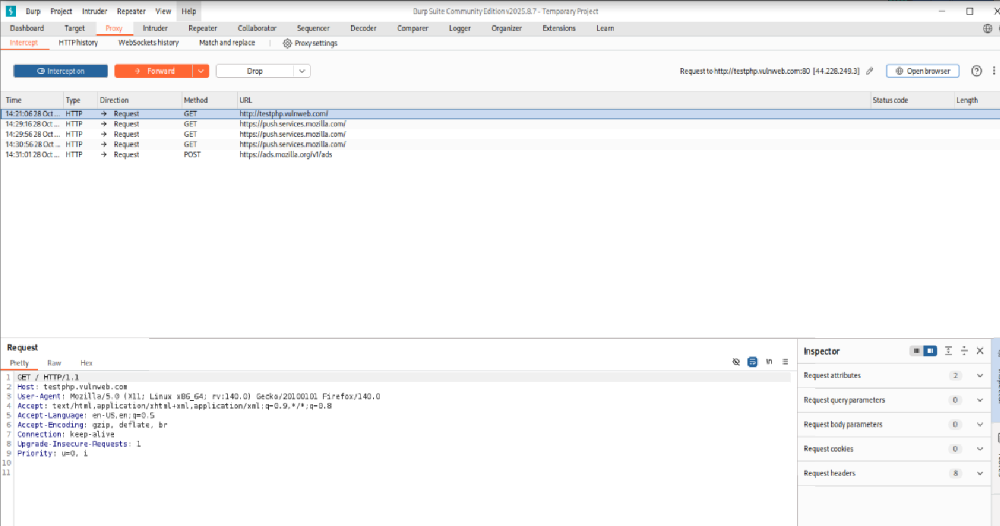 Burp Project Intruder Repeater View Help Burp Suite Community Edition v2025.8.7 - Temporary Project
Dashboard Target Proxy Intruder Repeater Collaborator Sequencer Decoder Comparer Logger Organizer Extensions Learn
Intercept HTTP history WebSockets history Match and replace Proxy settings
Intercept on Forward Drop Request to http://testphp.vulnweb.com:80 [44.228.249.3] Open browser
Time Type Direction Method URL Status code Length
14:21:06 28 Oct ... HTTP → Request GET http://testphp.vulnweb.com/
14:29:16 28 Oct ... HTTP → Request GET https://push.services.mozilla.com/
14:29:56 28 Oct ... HTTP → Request GET https://push.services.mozilla.com/
14:30:56 28 Oct ... HTTP → Request GET https://push.services.mozilla.com/
14:31:01 28 Oct ... HTTP → Request POST https://ads.mozilla.org/v1/ads
Request
Pretty Raw Hex
1 GET / HTTP/1.1
2 Host: testphp.vulnweb.com
3 User-Agent: Mozilla/5.0 (X11; Linux x86_64; rv:140.0) Gecko/20100101 Firefox/140.0
4 Accept: text/html,application/xhtml+xml,application/xml;q=0.9,*/*;q=0.8
5 Accept-Language: en-US,en;q=0.5
6 Accept-Encoding: gzip, deflate, br
7 Connection: keep-alive
8 Upgrade-Insecure-Requests: 1
9 Priority: u=0, i
10
11
Inspector
Request attributes 2
Request query parameters 0
Request body parameters 0
Request cookies 0
Request headers 8